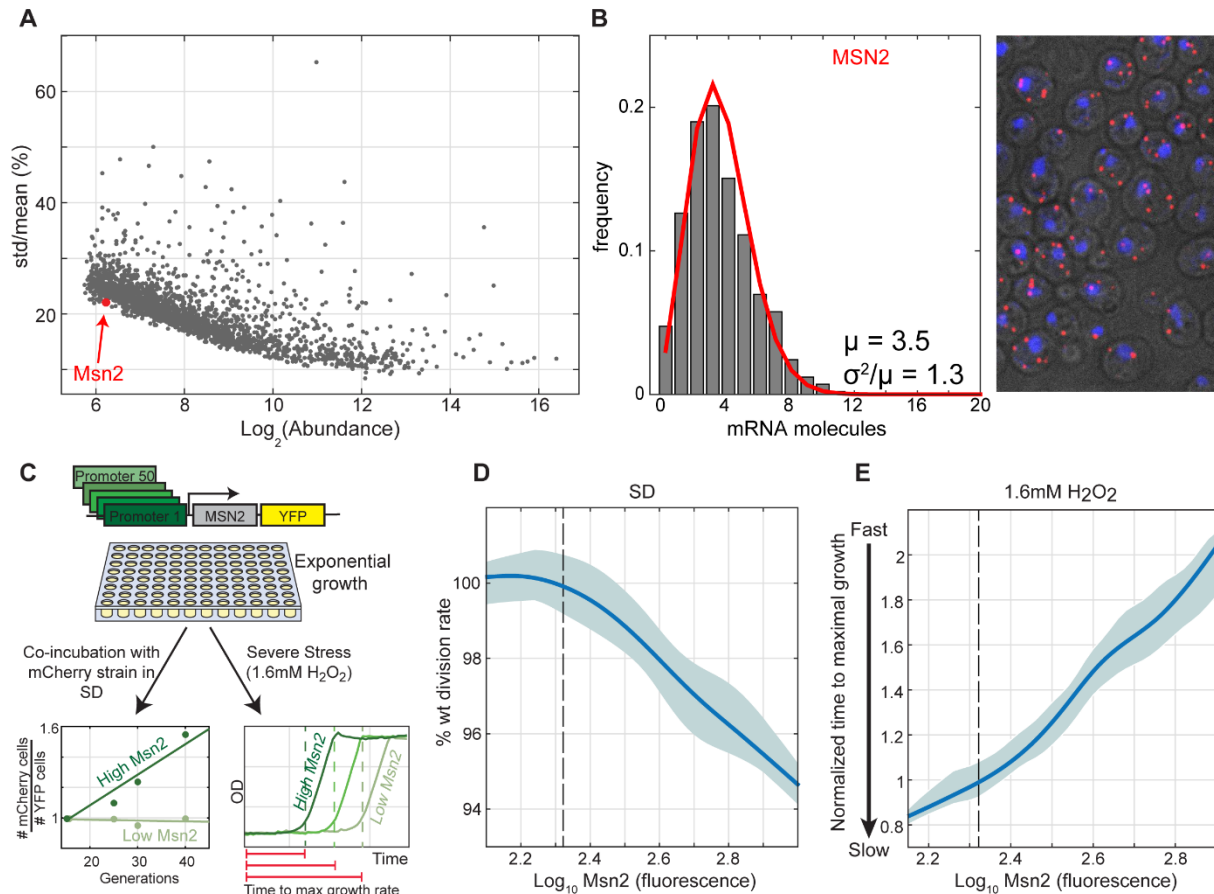 A
60
40
20
std/mean (%)
6
8
10
12
14
16
Log2(Abundance)
Msn2
B
MSN2
0.2
0.1
0
frequency
μ = 3.5
σ²/μ = 1.3
0
4
8
12
16
20
mRNA molecules
C
Promoter 50
Promoter 1
MSN2
YFP
Exponential
growth
Co-incubation with
mCherry strain in
SD
Severe Stress
(1.6mM H2O2)
1.6
1
# mCherry cells
# YFP cells
High Msn2
Low Msn2
20
30
40
Generations
OD
High Msn2
Low Msn2
Time
Time to max growth rate
D
SD
100
98
96
94
% wt division rate
2.2
2.4
2.6
2.8
Log10 Msn2 (fluorescence)
E
1.6mM H2O2
Fast
Slow
Normalized time to maximal growth
2
1.8
1.6
1.4
1.2
1
0.8
2.2
2.4
2.6
2.8
Log10 Msn2 (fluorescence)